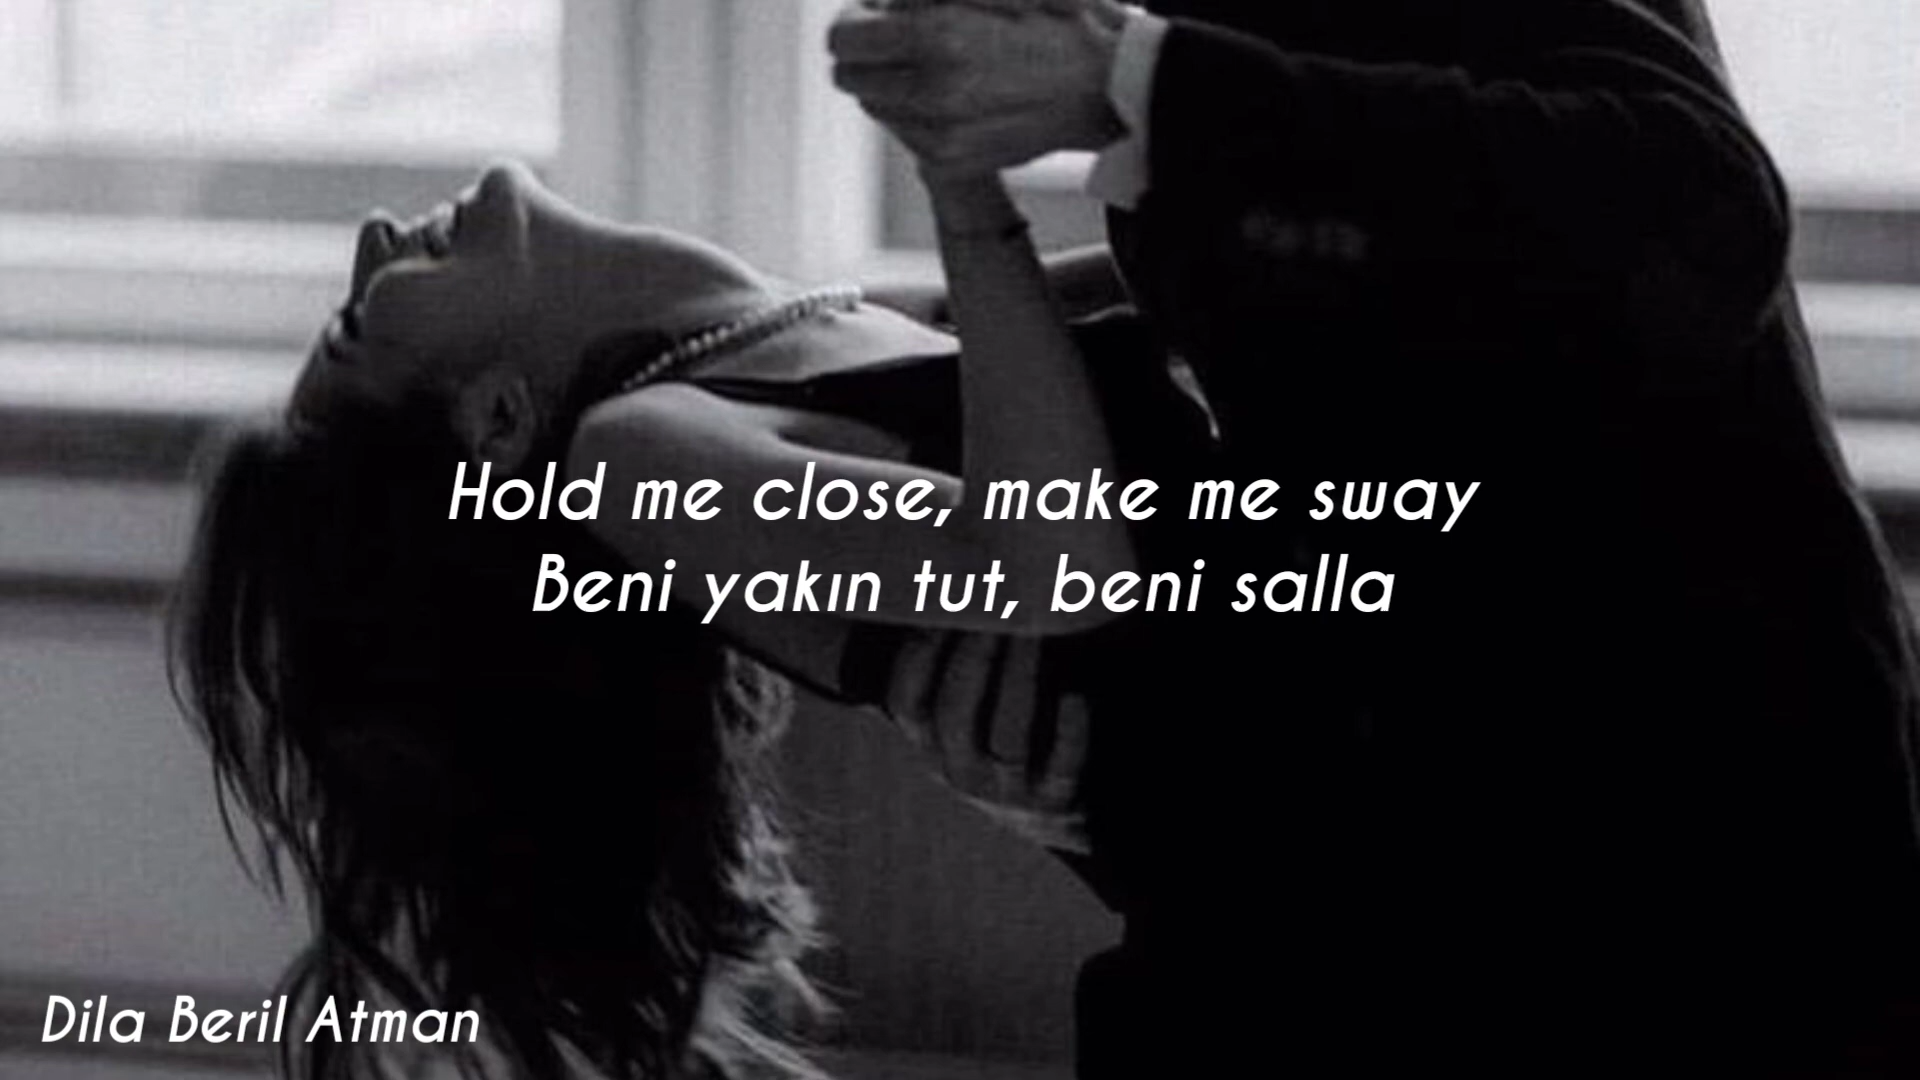 Hold me close, make me sway
Beni yakın tut, beni salla
Dila Beril Atman